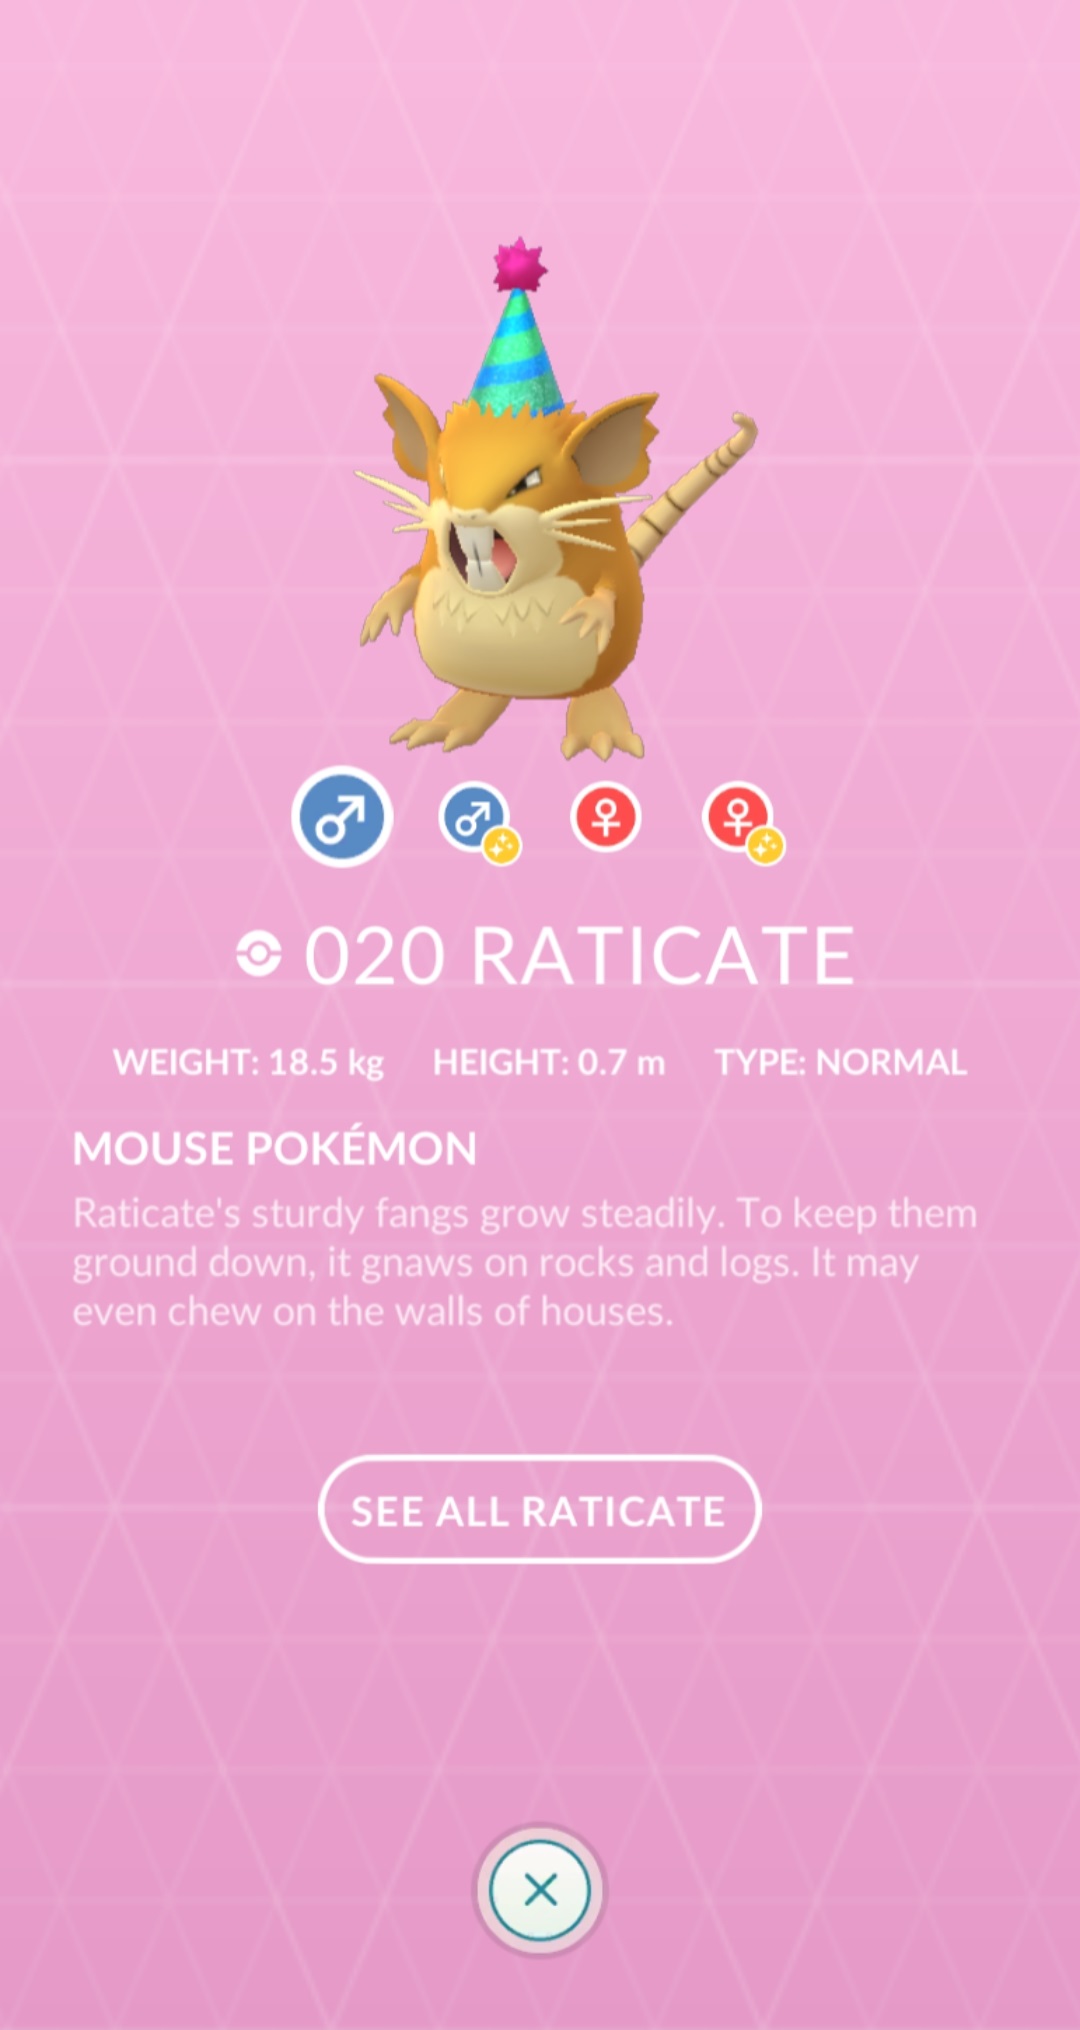 020 RATICATE
WEIGHT: 18.5 kg HEIGHT: 0.7 m TYPE: NORMAL
MOUSE POKÉMON
Raticate's sturdy fangs grow steadily. To keep them
ground down, it gnaws on rocks and logs. It may
even chew on the walls of houses.
SEE ALL RATICATE